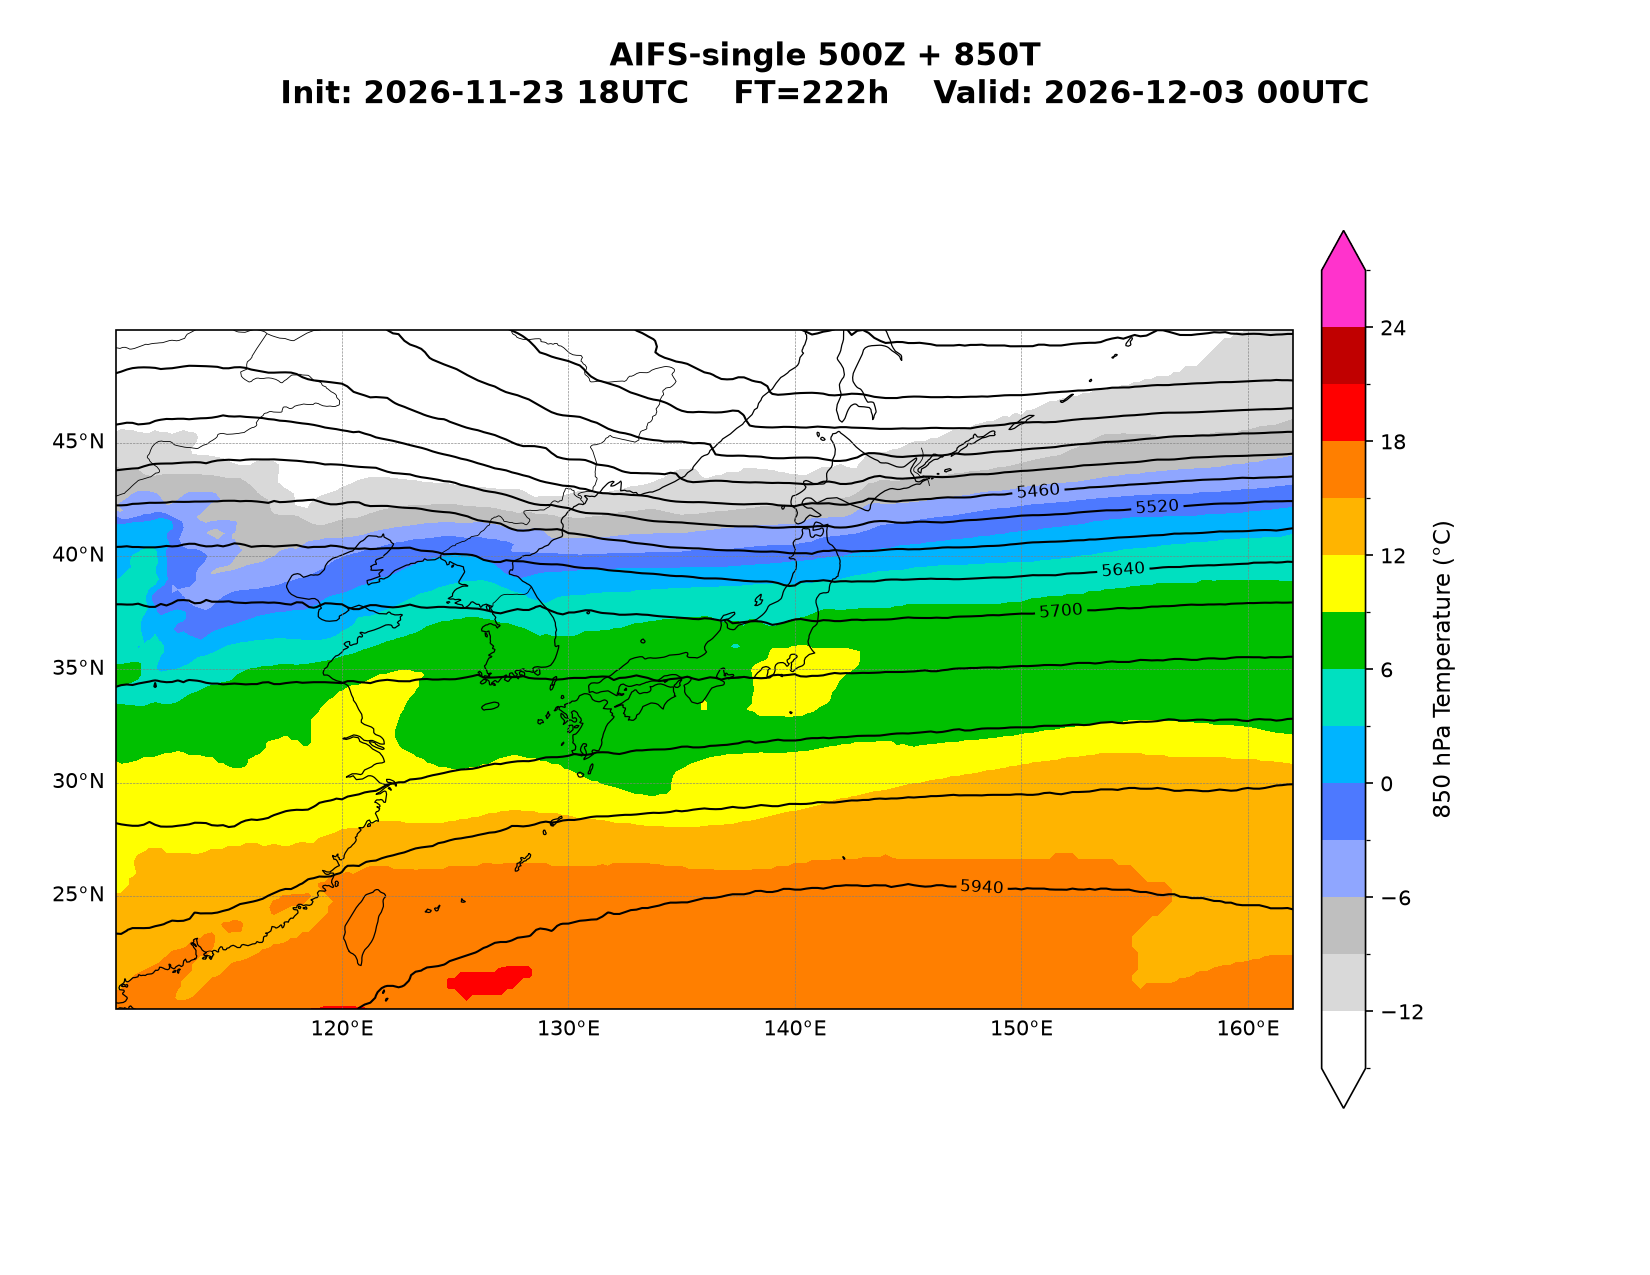 AIFS-single 500Z + 850T
Init: 2026-11-23 18UTC    FT=222h    Valid: 2026-12-03 00UTC
24
18
12
6
0
−6
−12
850 hPa Temperature (°C)
45°N
40°N
35°N
30°N
25°N
5460
5520
5640
5700
5940
120°E
130°E
140°E
150°E
160°E